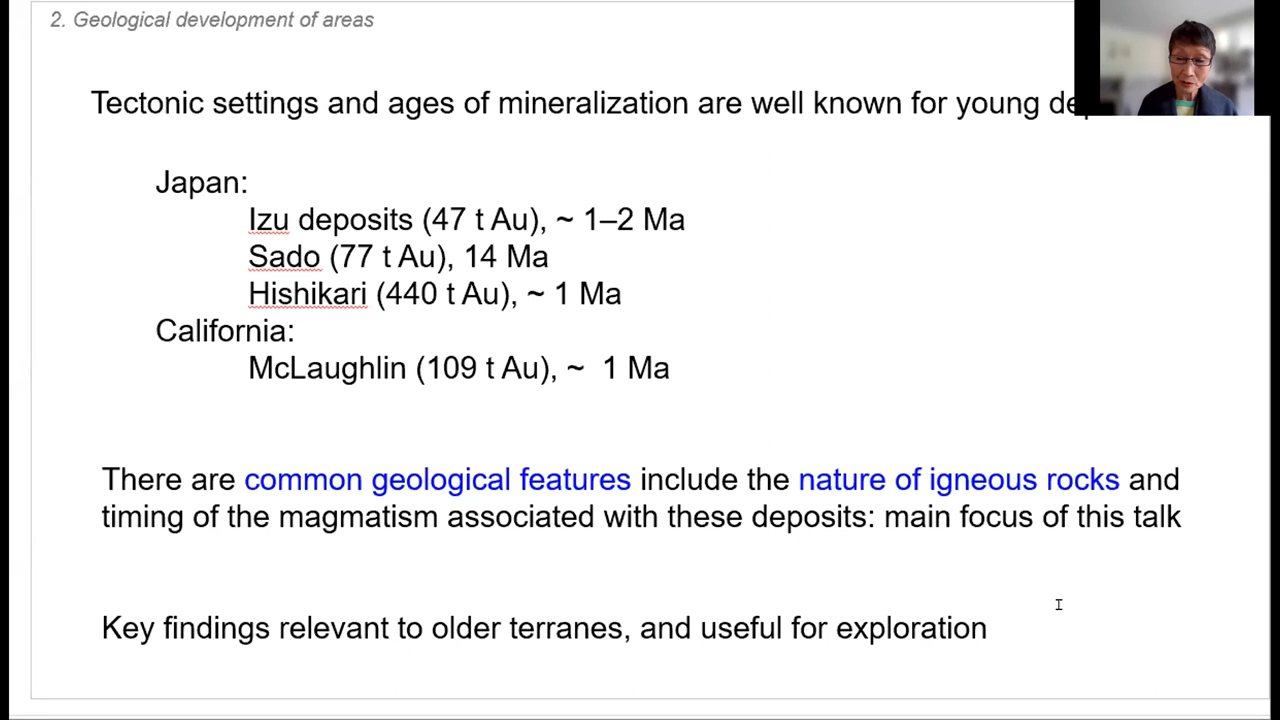 2. Geological development of areas
Tectonic settings and ages of mineralization are well known for young
Japan:
Izu deposits (47 t Au), ~ 1–2 Ma
Sado (77 t Au), 14 Ma
Hishikari (440 t Au), ~ 1 Ma
California:
McLaughlin (109 t Au), ~ 1 Ma
There are common geological features include the nature of igneous rocks and
timing of the magmatism associated with these deposits: main focus of this talk
Key findings relevant to older terranes, and useful for exploration